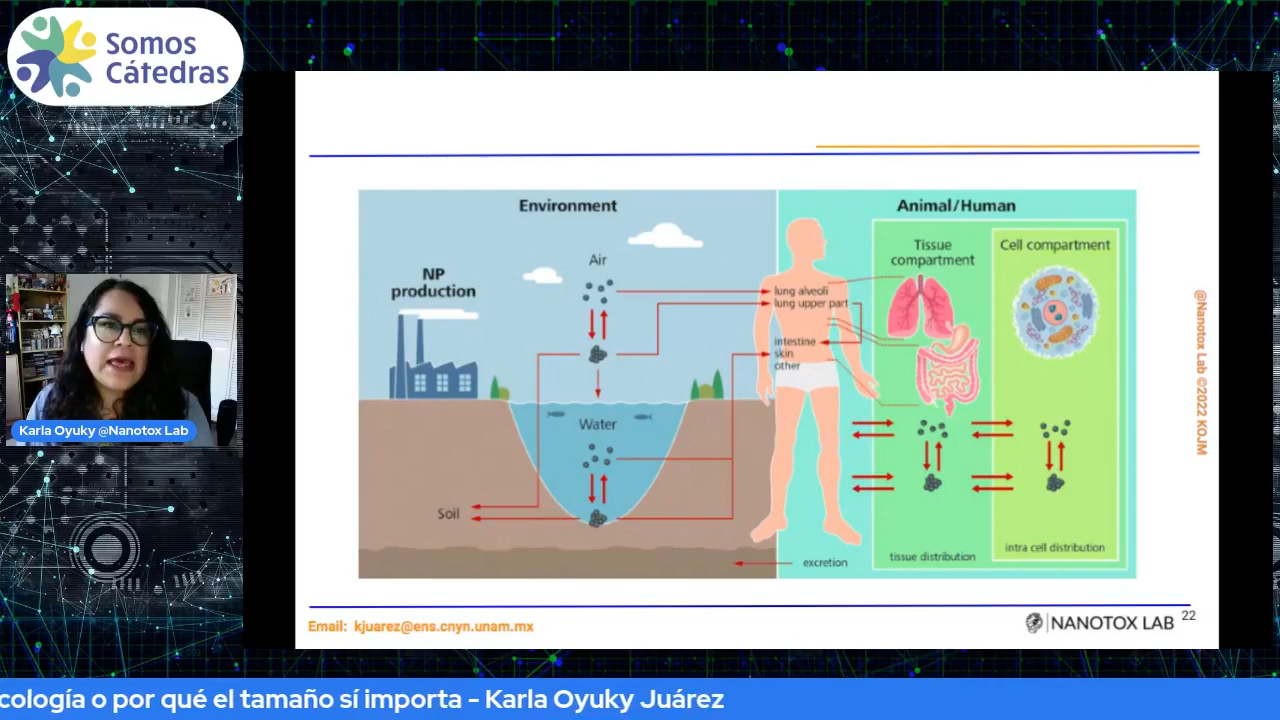 Somos
Cátedras
Environment
Animal/Human
Air
NP
production
Tissue
compartment
Cell compartment
lung alveoli
lung upper part
intestine
skin
other
Water
Soil
excretion
tissue distribution
intra cell distribution
@Nanotox Lab ©2022 KOJM
Karla Oyuky @Nanotox Lab
Email: kjuarez@ens.cnyn.unam.mx
NANOTOX LAB
22
cología o por qué el tamaño sí importa - Karla Oyuky Juárez